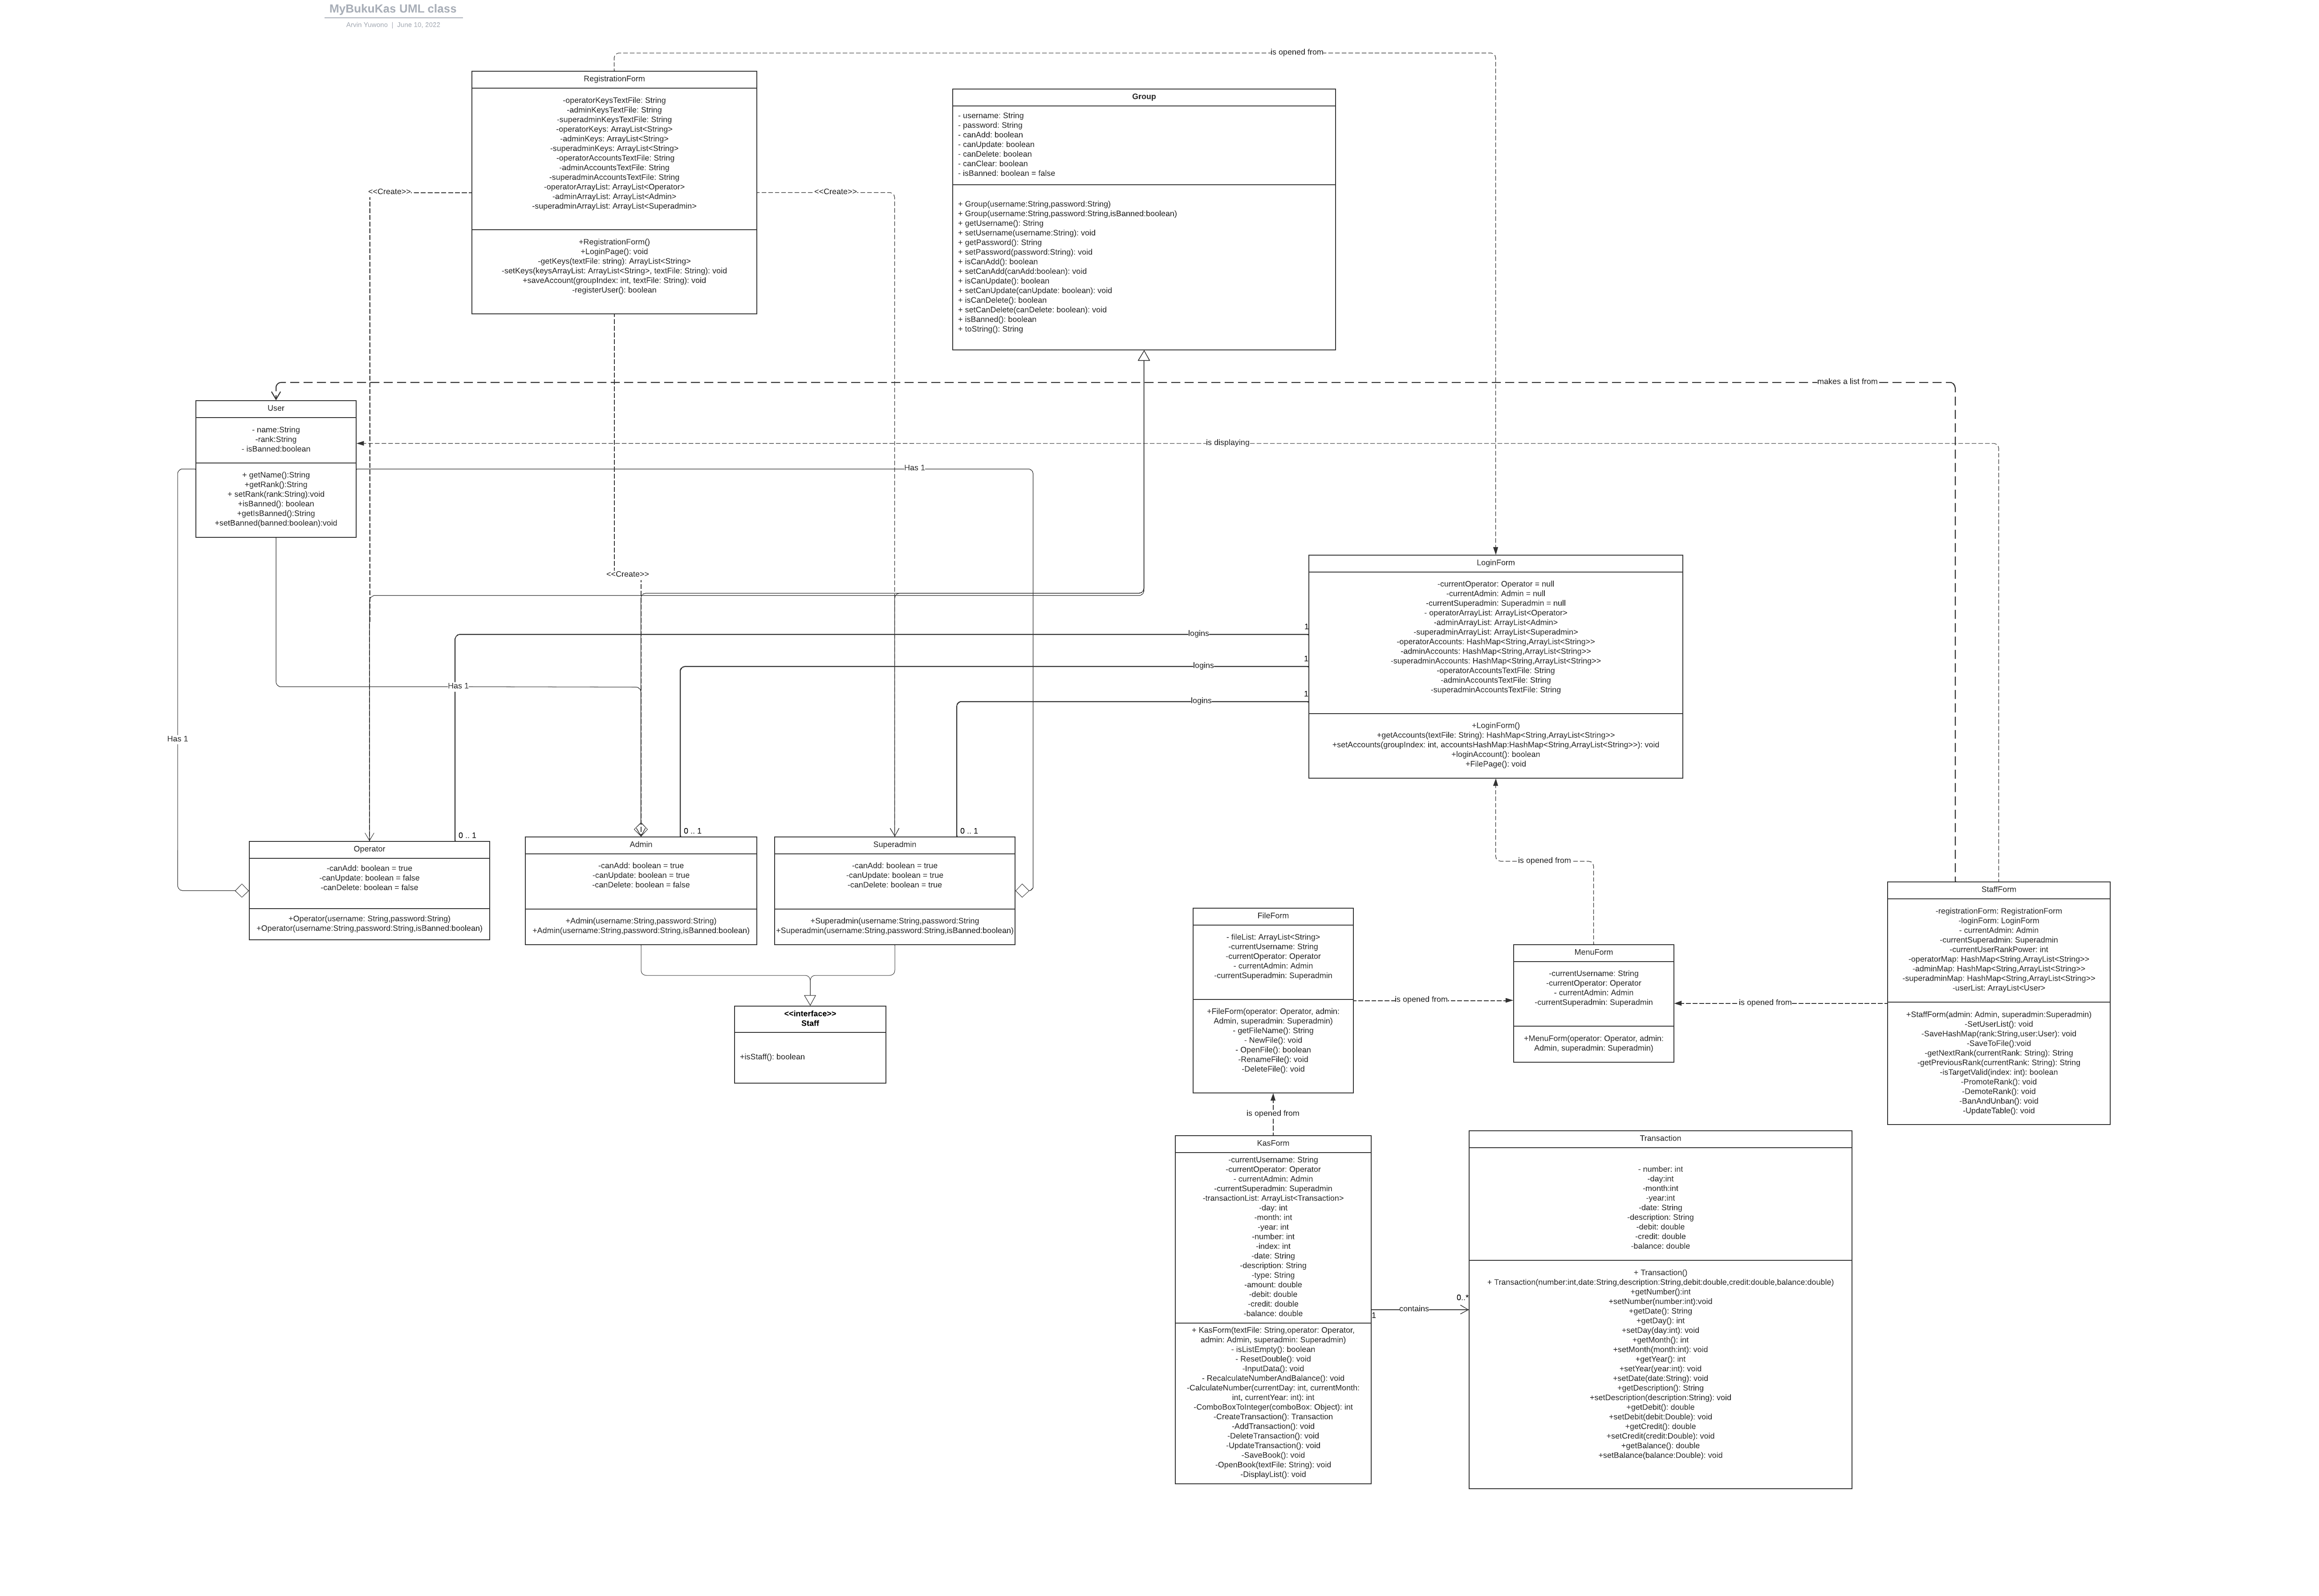 MyBukuKas UML class
Arvin Yuwono | June 10, 2022
is opened from
RegistrationForm
-operatorKeysTextFile: String
-adminKeysTextFile: String
-superadminKeysTextFile: String
-operatorKeys: ArrayList<String>
-adminKeys: ArrayList<String>
-superadminKeys: ArrayList<String>
-operatorAccountsTextFile: String
-adminAccountsTextFile: String
-superadminAccountsTextFile: String
-operatorArrayList: ArrayList<Operator>
-adminArrayList: ArrayList<Admin>
-superadminArrayList: ArrayList<Superadmin>
+RegistrationForm()
+LoginPage(): void
-getKeys(textFile: string): ArrayList<String>
-setKeys(keysArrayList: ArrayList<String>, textFile: String): void
+saveAccount(groupIndex: int, textFile: String): void
-registerUser(): boolean
<<Create>>
<<Create>>
Group
- username: String
- password: String
- canAdd: boolean
- canUpdate: boolean
- canDelete: boolean
- canClear: boolean
- isBanned: boolean = false
+ Group(username:String,password:String)
+ Group(username:String,password:String,isBanned:boolean)
+ getUsername(): String
+ setUsername(username:String): void
+ getPassword(): String
+ setPassword(password:String): void
+ isCanAdd(): boolean
+ setCanAdd(canAdd:boolean): void
+ isCanUpdate(): boolean
+ setCanUpdate(canUpdate: boolean): void
+ isCanDelete(): boolean
+ setCanDelete(canDelete: boolean): void
+ isBanned(): boolean
+ toString(): String
makes a list from
User
- name:String
-rank:String
- isBanned:boolean
+ getName():String
+getRank():String
+ setRank(rank:String):void
+isBanned(): boolean
+getIsBanned():String
+setBanned(banned:boolean):void
is displaying
Has 1
<<Create>>
LoginForm
-currentOperator: Operator = null
-currentAdmin: Admin = null
-currentSuperadmin: Superadmin = null
- operatorArrayList: ArrayList<Operator>
-adminArrayList: ArrayList<Admin>
-superadminArrayList: ArrayList<Superadmin>
-operatorAccounts: HashMap<String,ArrayList<String>>
-adminAccounts: HashMap<String,ArrayList<String>>
-superadminAccounts: HashMap<String,ArrayList<String>>
-operatorAccountsTextFile: String
-adminAccountsTextFile: String
-superadminAccountsTextFile: String
+LoginForm()
+getAccounts(textFile: String): HashMap<String,ArrayList<String>>
+setAccounts(groupIndex: int, accountsHashMap:HashMap<String,ArrayList<String>>): void
+loginAccount(): boolean
+FilePage(): void
logins
1
logins
1
logins
1
Has 1
Has 1
0 .. 1
0 .. 1
0 .. 1
Operator
-canAdd: boolean = true
-canUpdate: boolean = false
-canDelete: boolean = false
+Operator(username: String,password:String)
+Operator(username:String,password:String,isBanned:boolean)
Admin
-canAdd: boolean = true
-canUpdate: boolean = true
-canDelete: boolean = false
+Admin(username:String,password:String)
+Admin(username:String,password:String,isBanned:boolean)
Superadmin
-canAdd: boolean = true
-canUpdate: boolean = true
-canDelete: boolean = true
+Superadmin(username:String,password:String
+Superadmin(username:String,password:String,isBanned:boolean)
<<interface>>
Staff
+isStaff(): boolean
is opened from
FileForm
- fileList: ArrayList<String>
-currentUsername: String
-currentOperator: Operator
- currentAdmin: Admin
-currentSuperadmin: Superadmin
+FileForm(operator: Operator, admin:
Admin, superadmin: Superadmin)
- getFileName(): String
- NewFile(): void
- OpenFile(): boolean
-RenameFile(): void
-DeleteFile(): void
is opened from
MenuForm
-currentUsername: String
-currentOperator: Operator
- currentAdmin: Admin
-currentSuperadmin: Superadmin
+MenuForm(operator: Operator, admin:
Admin, superadmin: Superadmin)
is opened from
StaffForm
-registrationForm: RegistrationForm
-loginForm: LoginForm
- currentAdmin: Admin
-currentSuperadmin: Superadmin
-currentUserRankPower: int
-operatorMap: HashMap<String,ArrayList<String>>
-adminMap: HashMap<String,ArrayList<String>>
-superadminMap: HashMap<String,ArrayList<String>>
-userList: ArrayList<User>
+StaffForm(admin: Admin, superadmin:Superadmin)
-SetUserList(): void
-SaveHashMap(rank:String,user:User): void
-SaveToFile():void
-getNextRank(currentRank: String): String
-getPreviousRank(currentRank: String): String
-isTargetValid(index: int): boolean
-PromoteRank(): void
-DemoteRank(): void
-BanAndUnban(): void
-UpdateTable(): void
is opened from
KasForm
-currentUsername: String
-currentOperator: Operator
- currentAdmin: Admin
-currentSuperadmin: Superadmin
-transactionList: ArrayList<Transaction>
-day: int
-month: int
-year: int
-number: int
-index: int
-date: String
-description: String
-type: String
-amount: double
-debit: double
-credit: double
-balance: double
+ KasForm(textFile: String,operator: Operator,
admin: Admin, superadmin: Superadmin)
- isListEmpty(): boolean
- ResetDouble(): void
-InputData(): void
- RecalculateNumberAndBalance(): void
-CalculateNumber(currentDay: int, currentMonth:
int, currentYear: int): int
-ComboBoxToInteger(comboBox: Object): int
-CreateTransaction(): Transaction
-AddTransaction(): void
-DeleteTransaction(): void
-UpdateTransaction(): void
-SaveBook(): void
-OpenBook(textFile: String): void
-DisplayList(): void
1
contains
0..*
Transaction
- number: int
-day:int
-month:int
-year:int
-date: String
-description: String
-debit: double
-credit: double
-balance: double
+ Transaction()
+ Transaction(number:int,date:String,description:String,debit:double,credit:double,balance:double)
+getNumber():int
+setNumber(number:int):void
+getDate(): String
+getDay(): int
+setDay(day:int): void
+getMonth(): int
+setMonth(month:int): void
+getYear(): int
+setYear(year:int): void
+setDate(date:String): void
+getDescription(): String
+setDescription(description:String): void
+getDebit(): double
+setDebit(debit:Double): void
+getCredit(): double
+setCredit(credit:Double): void
+getBalance(): double
+setBalance(balance:Double): void